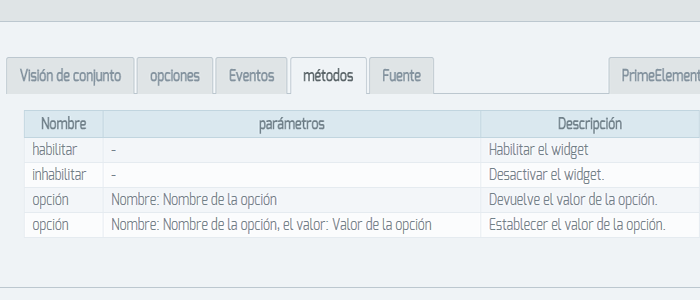 Visión de conjunto opciones Eventos métodos Fuente PrimeElement
Nombre parámetros Descripción
habilitar - Habilitar el widget
inhabilitar - Desactivar el widget.
opción Nombre: Nombre de la opción Devuelve el valor de la opción.
opción Nombre: Nombre de la opción, el valor: Valor de la opción Establecer el valor de la opción.